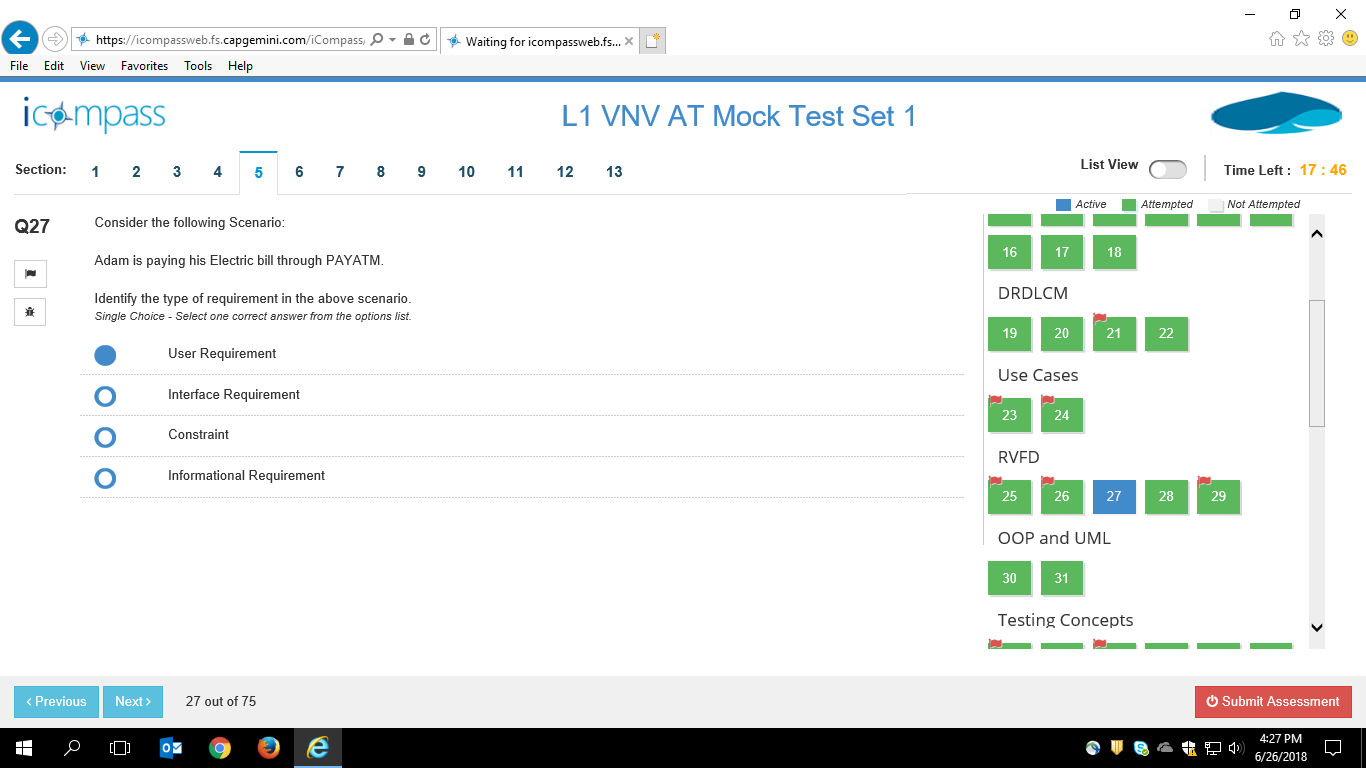 https://icompassweb.fs.capgemini.com/iCompass/
Waiting for icompassweb.fs...
File Edit View Favorites Tools Help
icompass
L1 VNV AT Mock Test Set 1
Section: 1 2 3 4 5 6 7 8 9 10 11 12 13
List View
Time Left : 17 : 46
Active Attempted Not Attempted
Q27
Consider the following Scenario:
Adam is paying his Electric bill through PAYATM.
Identify the type of requirement in the above scenario.
Single Choice - Select one correct answer from the options list.
User Requirement
Interface Requirement
Constraint
Informational Requirement
16 17 18
DRDLCM
19 20 21 22
Use Cases
23 24
RVFD
25 26 27 28 29
OOP and UML
30 31
Testing Concepts
< Previous
Next >
27 out of 75
Submit Assessment
4:27 PM
6/26/2018